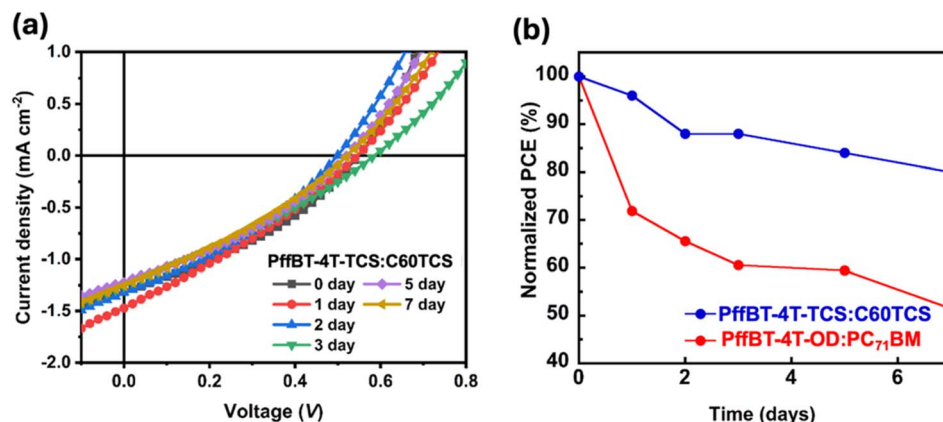 (a)
Current density (mA cm⁻²)
1.0
0.5
0.0
-0.5
-1.0
-1.5
-2.0
PffBT-4T-TCS:C60TCS
0 day
5 day
1 day
7 day
2 day
3 day
0.0 0.2 0.4 0.6 0.8
Voltage (V)
(b)
Normalized PCE (%)
100
90
80
70
60
50
40
PffBT-4T-TCS:C60TCS
PffBT-4T-OD:PC₇₁BM
0 2 4 6
Time (days)